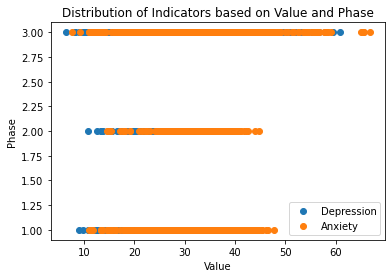 Distribution of Indicators based on Value and Phase
3.00
2.75
2.50
2.25
2.00
1.75
1.50
1.25
1.00
Phase
Depression
Anxiety
10 20 30 40 50 60
Value